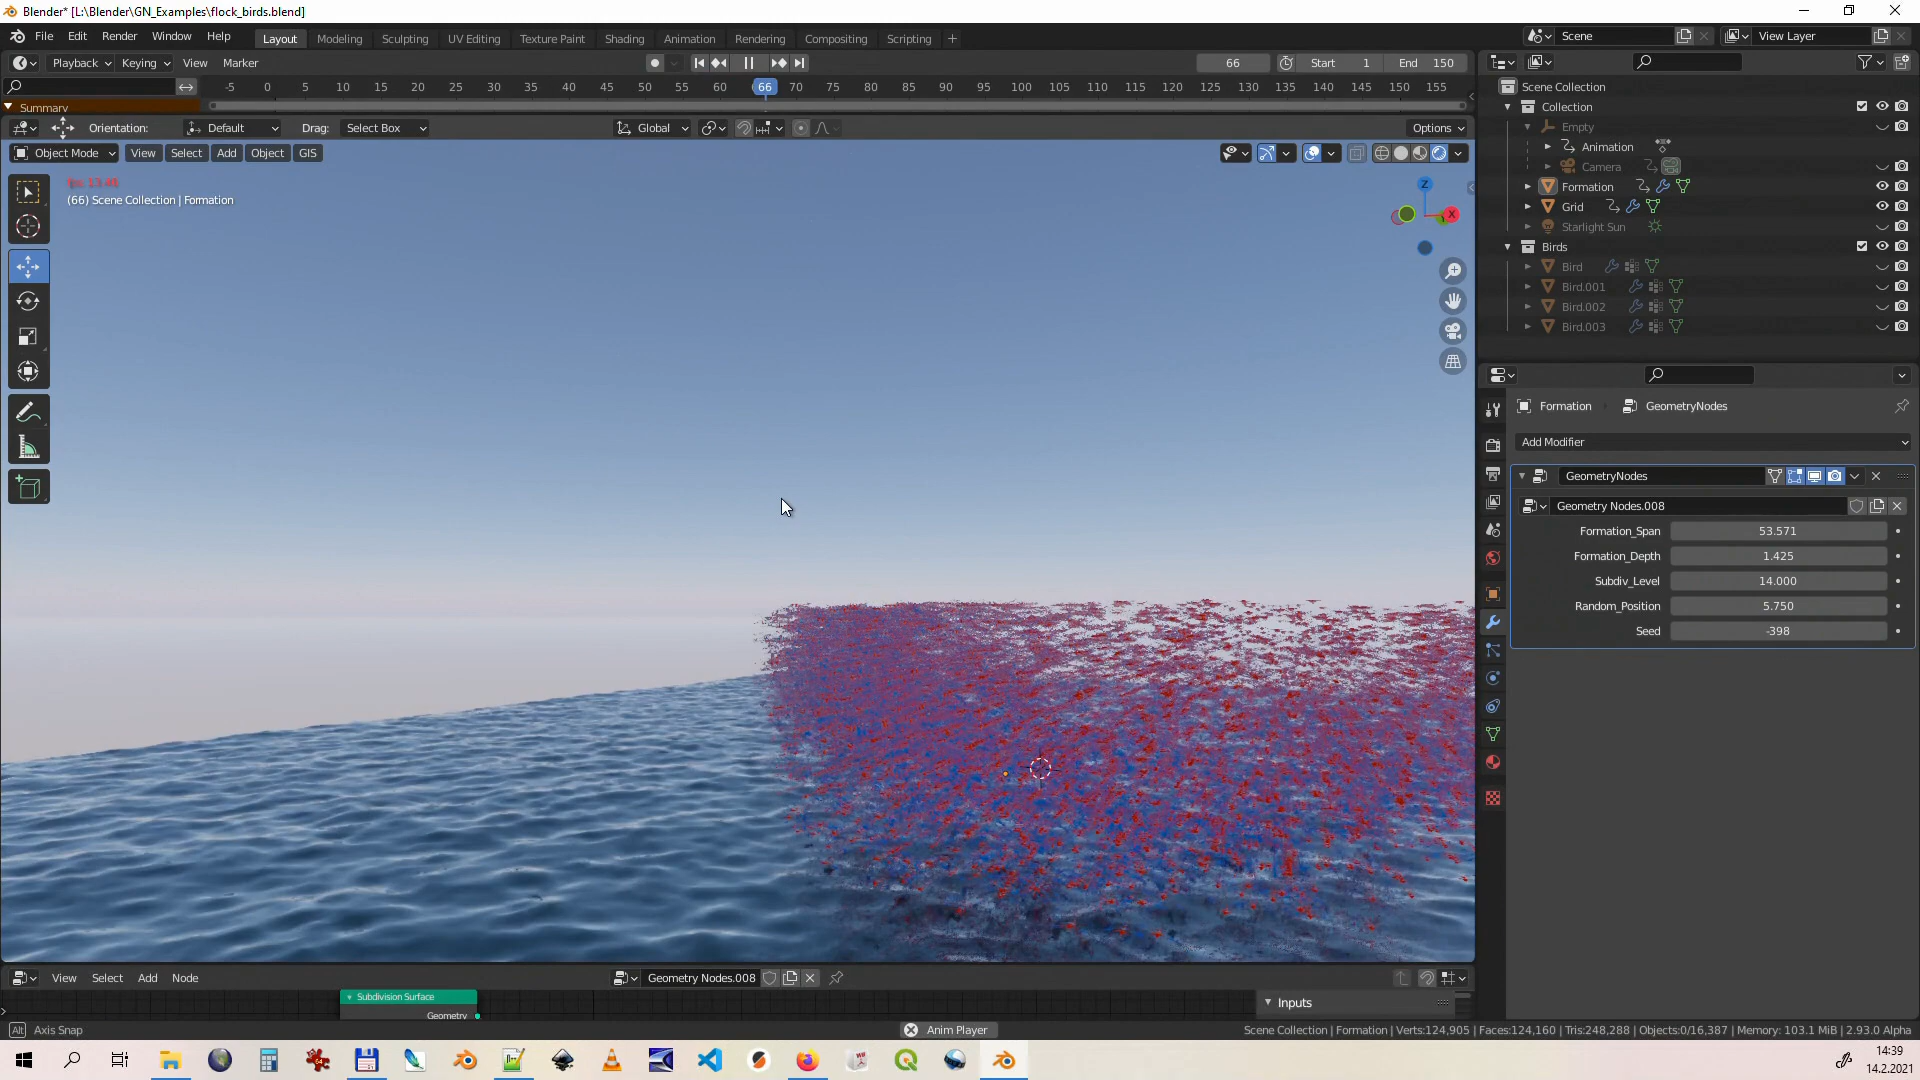 Blender* [L:\Blender\GN_Examples\flock_birds.blend]
File Edit Render Window Help Layout Modeling Sculpting UV Editing Texture Paint Shading Animation Rendering Compositing Scripting Scene View Layer
Playback Keying View Marker 66 Start 1 End 150
-5 0 5 10 15 20 25 30 35 40 45 50 55 60 66 70 75 80 85 90 95 100 105 110 115 120 125 130 135 140 145 150 155
Summary
Orientation: Default Drag: Select Box Global Options
Object Mode View Select Add Object GIS
(66) Scene Collection | Formation
Z
X
Scene Collection
Collection
Empty
Animation
Camera
Formation
Grid
Starlight Sun
Birds
Bird
Bird.001
Bird.002
Bird.003
Formation GeometryNodes
Add Modifier
GeometryNodes
Geometry Nodes.008
Formation_Span 53.571
Formation_Depth 1.425
Subdiv_Level 14.000
Random_Position 5.750
Seed -398
View Select Add Node Geometry Nodes.008
Subdivision Surface
Geometry
Inputs
Alt Axis Snap Anim Player Scene Collection | Formation | Verts:124,905 | Faces:124,160 | Tris:248,288 | Objects:0/16,387 | Memory: 103.1 MiB | 2.93.0 Alpha
14:39
14.2.2021